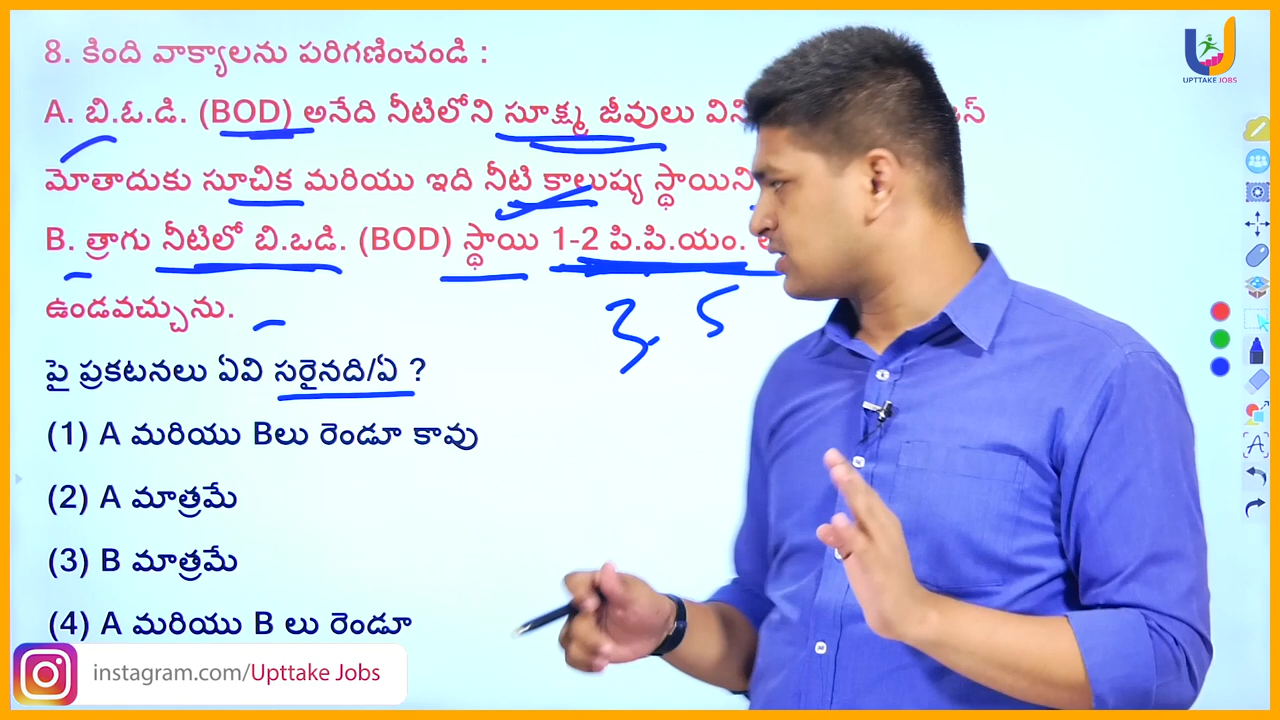 8. కింది వాక్యాలను పరిగణించండి :
A. బి.ఓ.డి. (BOD) అనేది నీటిలోని సూక్ష్మ జీవులు
మోతాదుకు సూచిక మరియు ఇది నీటి కాలుష్య స్థాయిని
B. త్రాగు నీటిలో బి.ఒడి. (BOD) స్థాయి 1-2 పి.పి.యం.
ఉండవచ్చును.
3 5
పై ప్రకటనలు ఏవి సరైనది/ఏ ?
(1) A మరియు Bలు రెండూ కావు
(2) A మాత్రమే
(3) B మాత్రమే
(4) A మరియు B లు రెండూ
instagram.com/Upttake Jobs
UPTTAKE JOBS